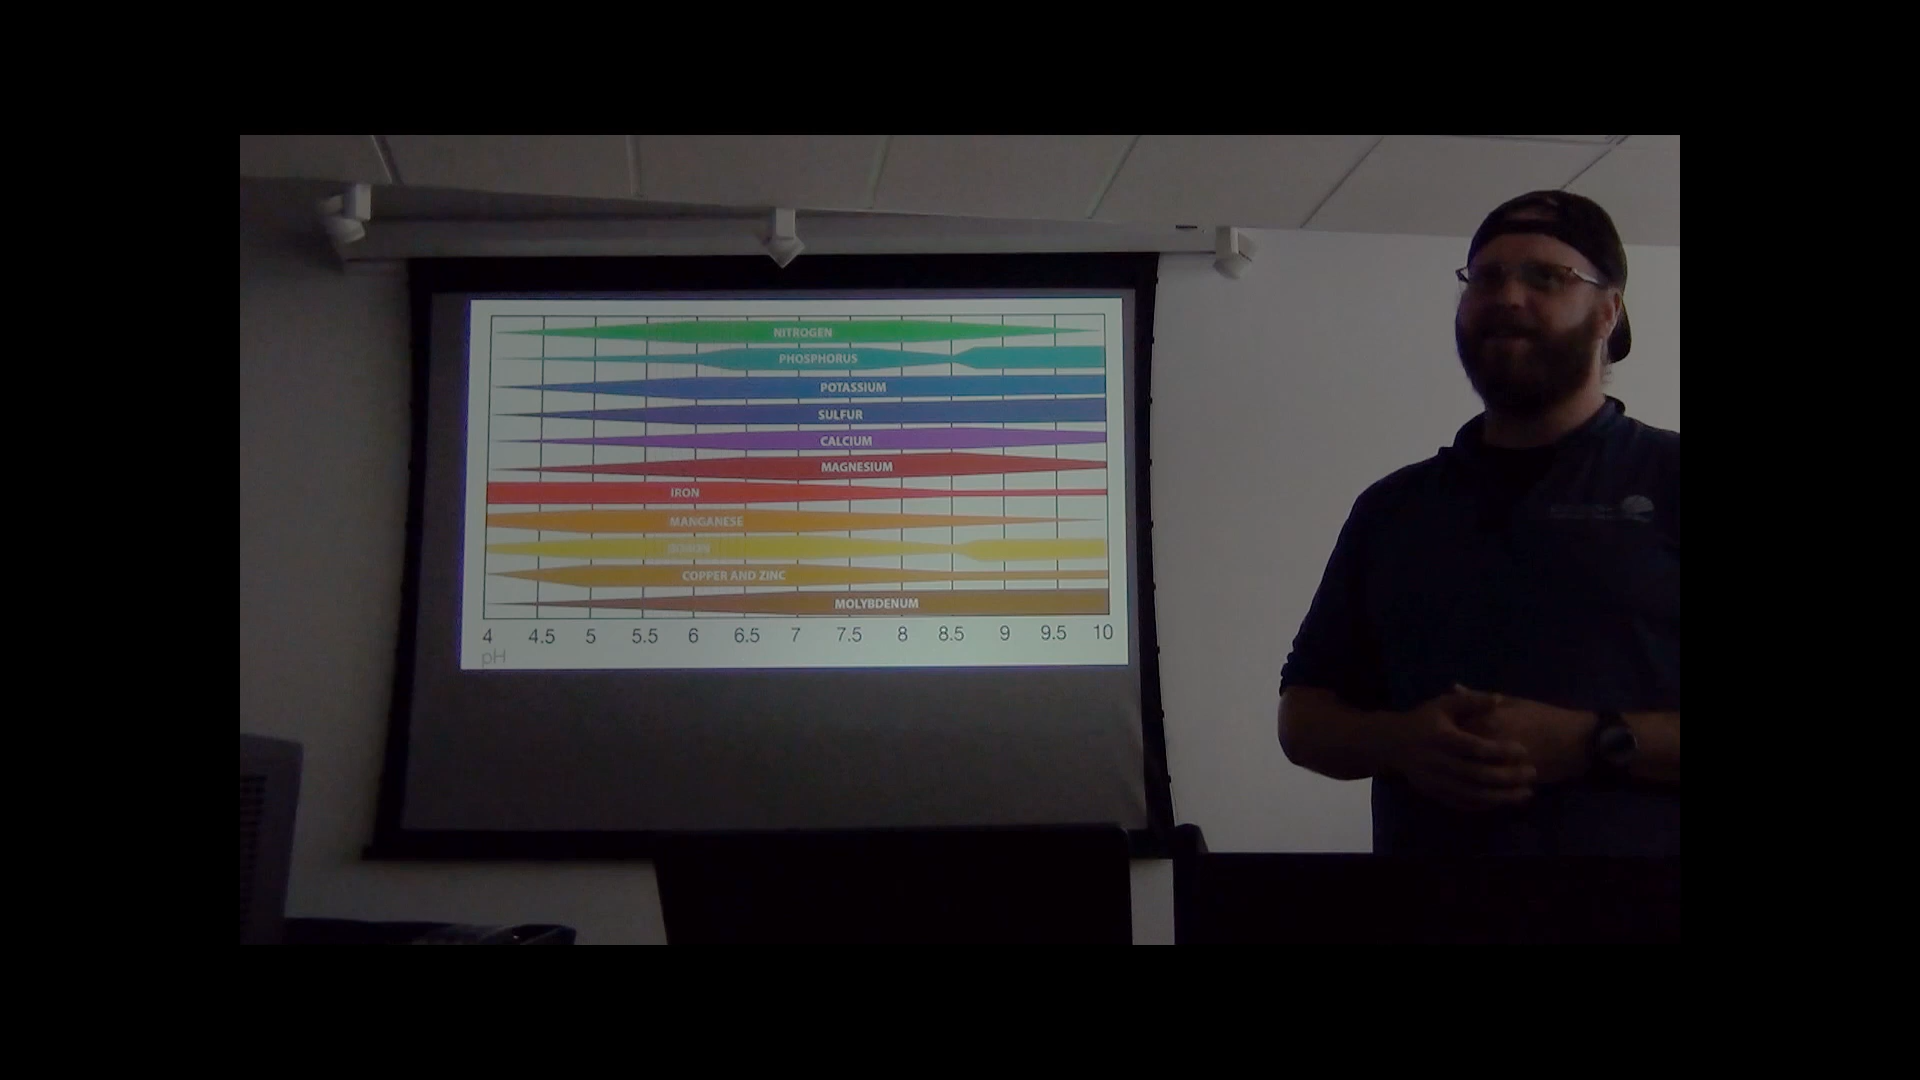 NITROGEN
PHOSPHORUS
POTASSIUM
SULFUR
CALCIUM
MAGNESIUM
IRON
MANGANESE
BORON
COPPER AND ZINC
MOLYBDENUM
4 4.5 5 5.5 6 6.5 7 7.5 8 8.5 9 9.5 10
pH